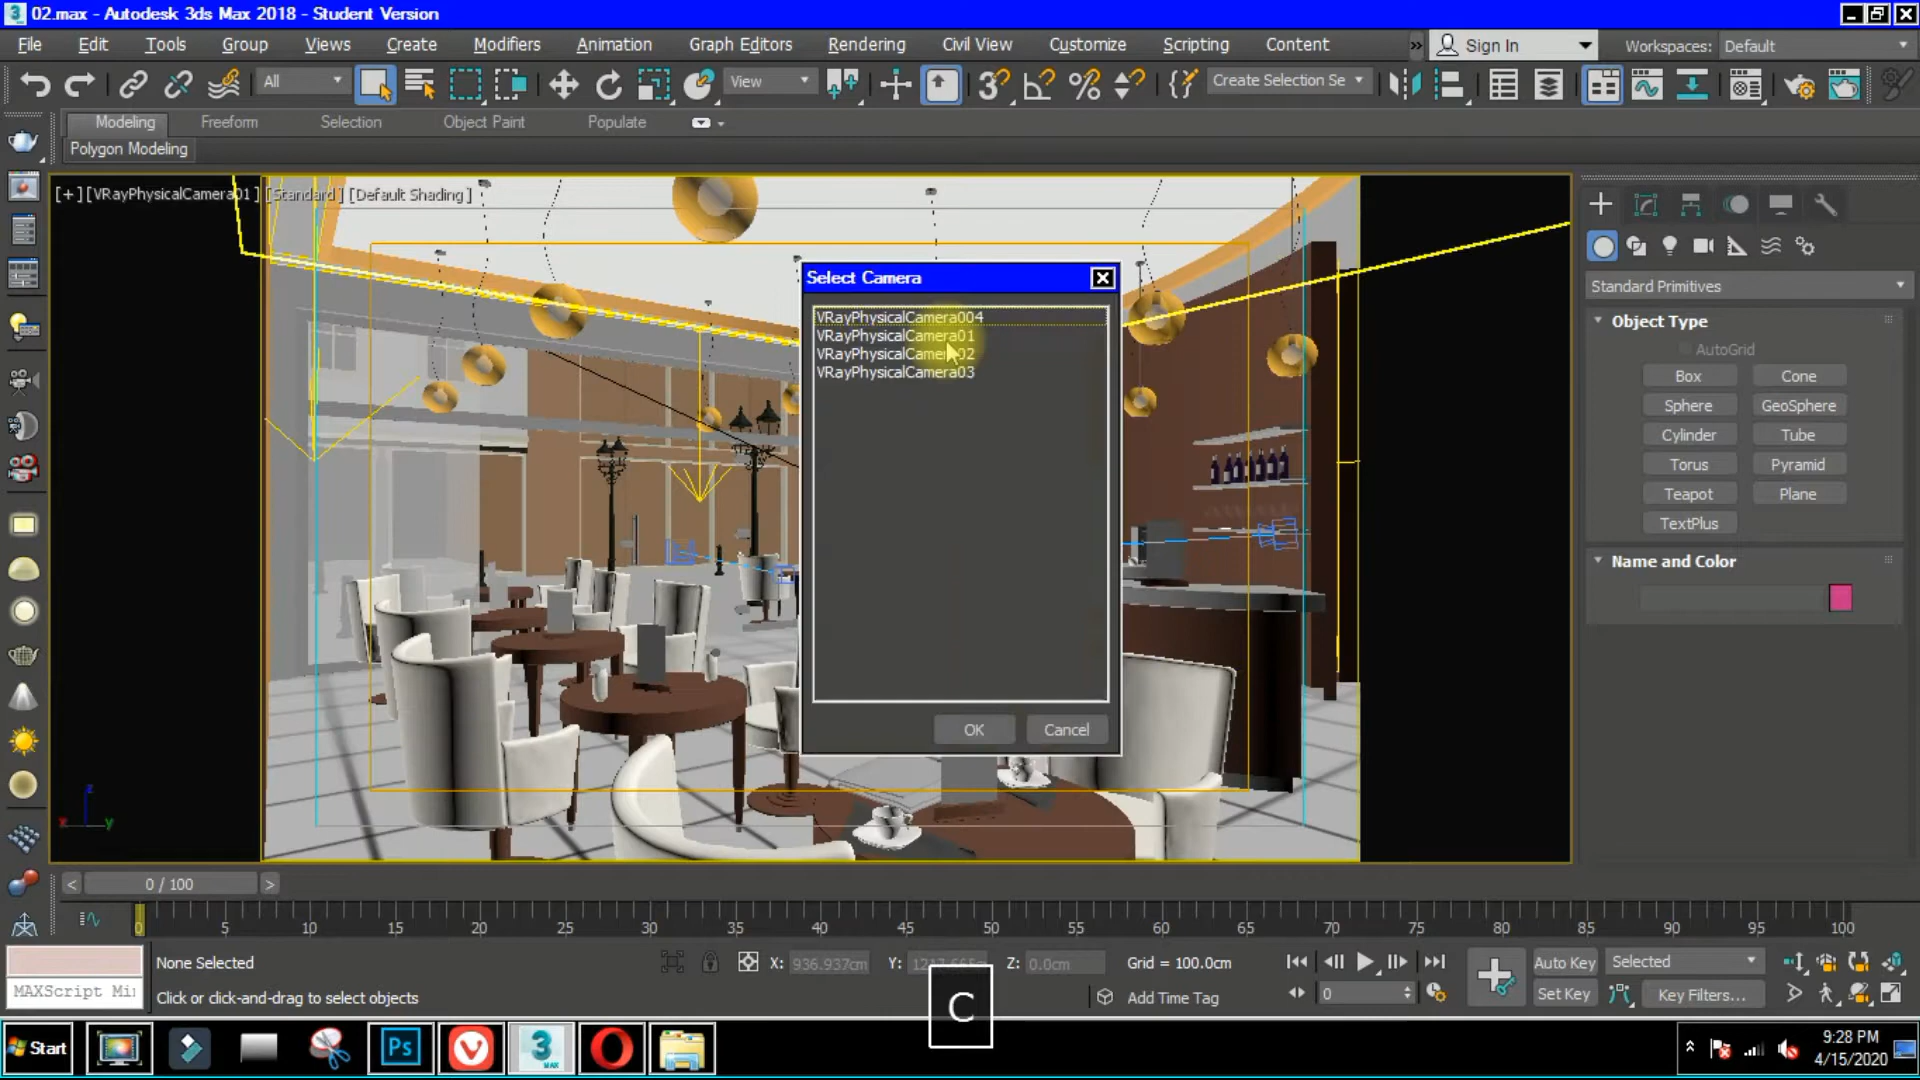 02.max - Autodesk 3ds Max 2018 - Student Version
File Edit Tools Group Views Create Modifiers Animation Graph Editors Rendering Civil View Customize Scripting Content » Sign In Workspaces: Default
All View Create Selection Se
Modeling Freeform Selection Object Paint Populate
Polygon Modeling
[+] [VRayPhysicalCamera01 ] [Standard ] [Default Shading ]
Select Camera
VRayPhysicalCamera004
VRayPhysicalCamera01
VRayPhysicalCamera02
VRayPhysicalCamera03
OK Cancel
Standard Primitives
Object Type
AutoGrid
Box Cone
Sphere GeoSphere
Cylinder Tube
Torus Pyramid
Teapot Plane
TextPlus
Name and Color
z
x y
< 0 / 100 >
0 5 10 15 20 25 30 35 40 45 50 55 60 65 70 75 80 85 90 95 100
None Selected X: 936.937cm Y: Z: 0.0cm Grid = 100.0cm Auto Key Selected
MAXScript Mi Click or click-and-drag to select objects Add Time Tag 0 Set Key Key Filters...
C
Start Ps 3 MAX 9:28 PM
4/15/2020